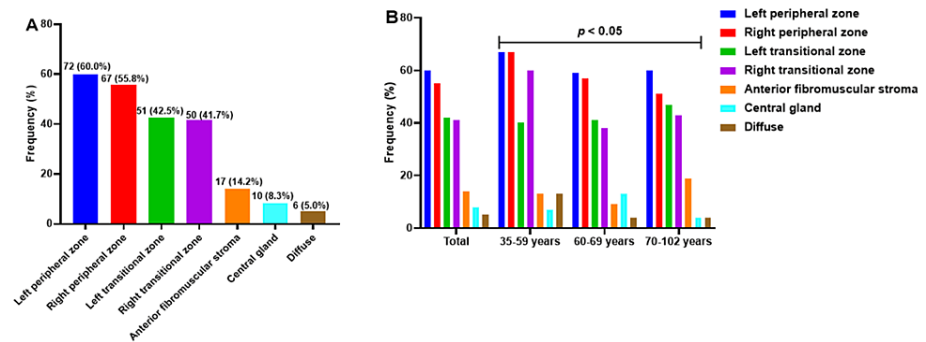 A
Frequency (%)
80
60
40
20
0
72 (60.0%)
67 (55.8%)
51 (42.5%)
50 (41.7%)
17 (14.2%)
10 (8.3%)
6 (5.0%)
Left peripheral zone
Right peripheral zone
Left transitional zone
Right transitional zone
Anterior fibromuscular stroma
Central gland
Diffuse
B
Frequency (%)
80
60
40
20
0
p < 0.05
Total
35-59 years
60-69 years
70-102 years
Left peripheral zone
Right peripheral zone
Left transitional zone
Right transitional zone
Anterior fibromuscular stroma
Central gland
Diffuse